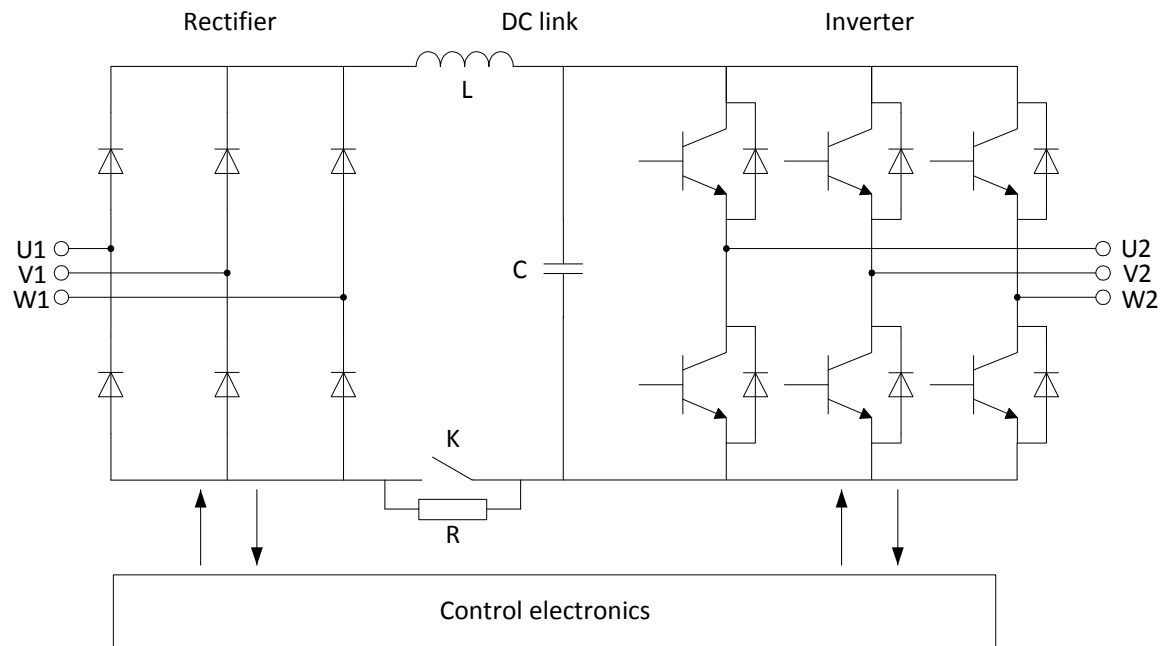 Rectifier
DC link
Inverter
L
U1
V1
W1
C
U2
V2
W2
K
R
Control electronics